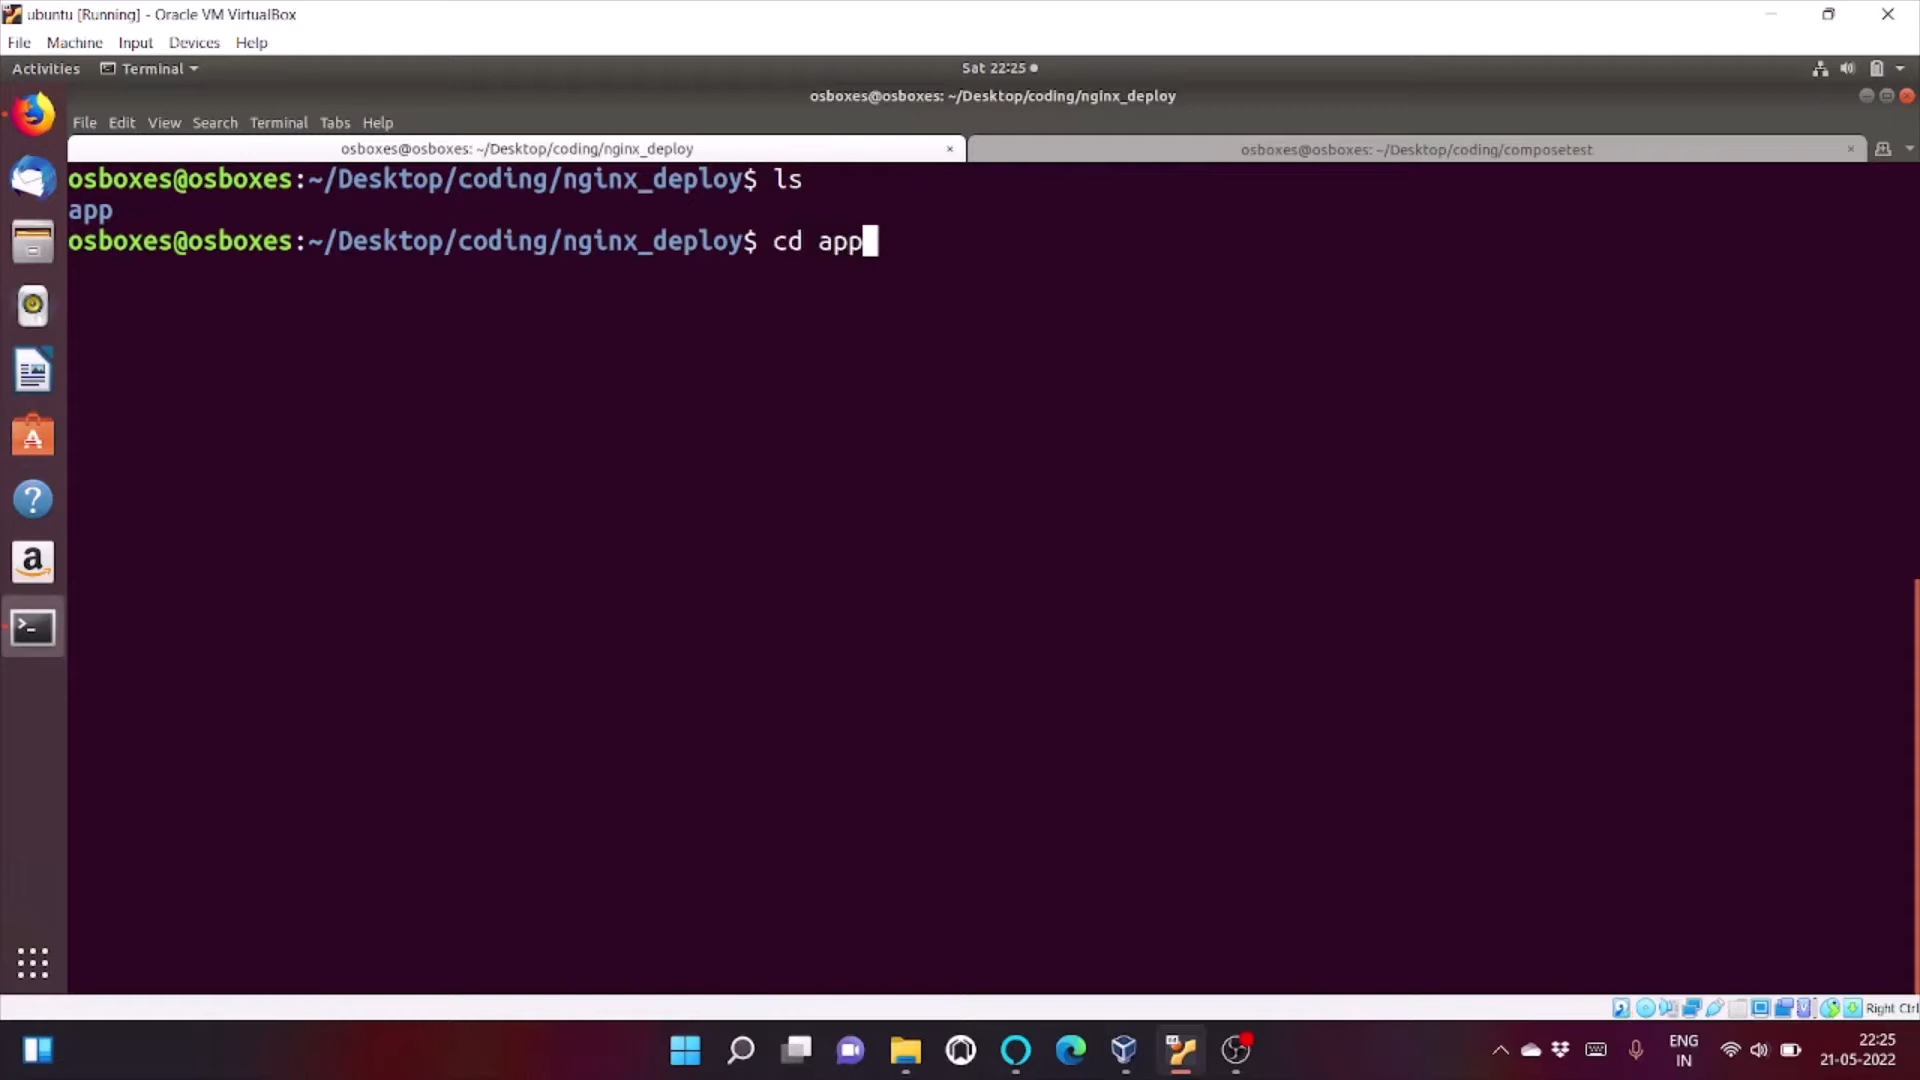 ubuntu [Running] - Oracle VM VirtualBox
File Machine Input Devices Help
Activities Terminal Sat 22:25
osboxes@osboxes: ~/Desktop/coding/nginx_deploy
File Edit View Search Terminal Tabs Help
osboxes@osboxes: ~/Desktop/coding/nginx_deploy × osboxes@osboxes: ~/Desktop/coding/composetest ×
osboxes@osboxes:~/Desktop/coding/nginx_deploy$ ls
app
osboxes@osboxes:~/Desktop/coding/nginx_deploy$ cd app
Right Ctrl
ENG 22:25
IN 21-05-2022